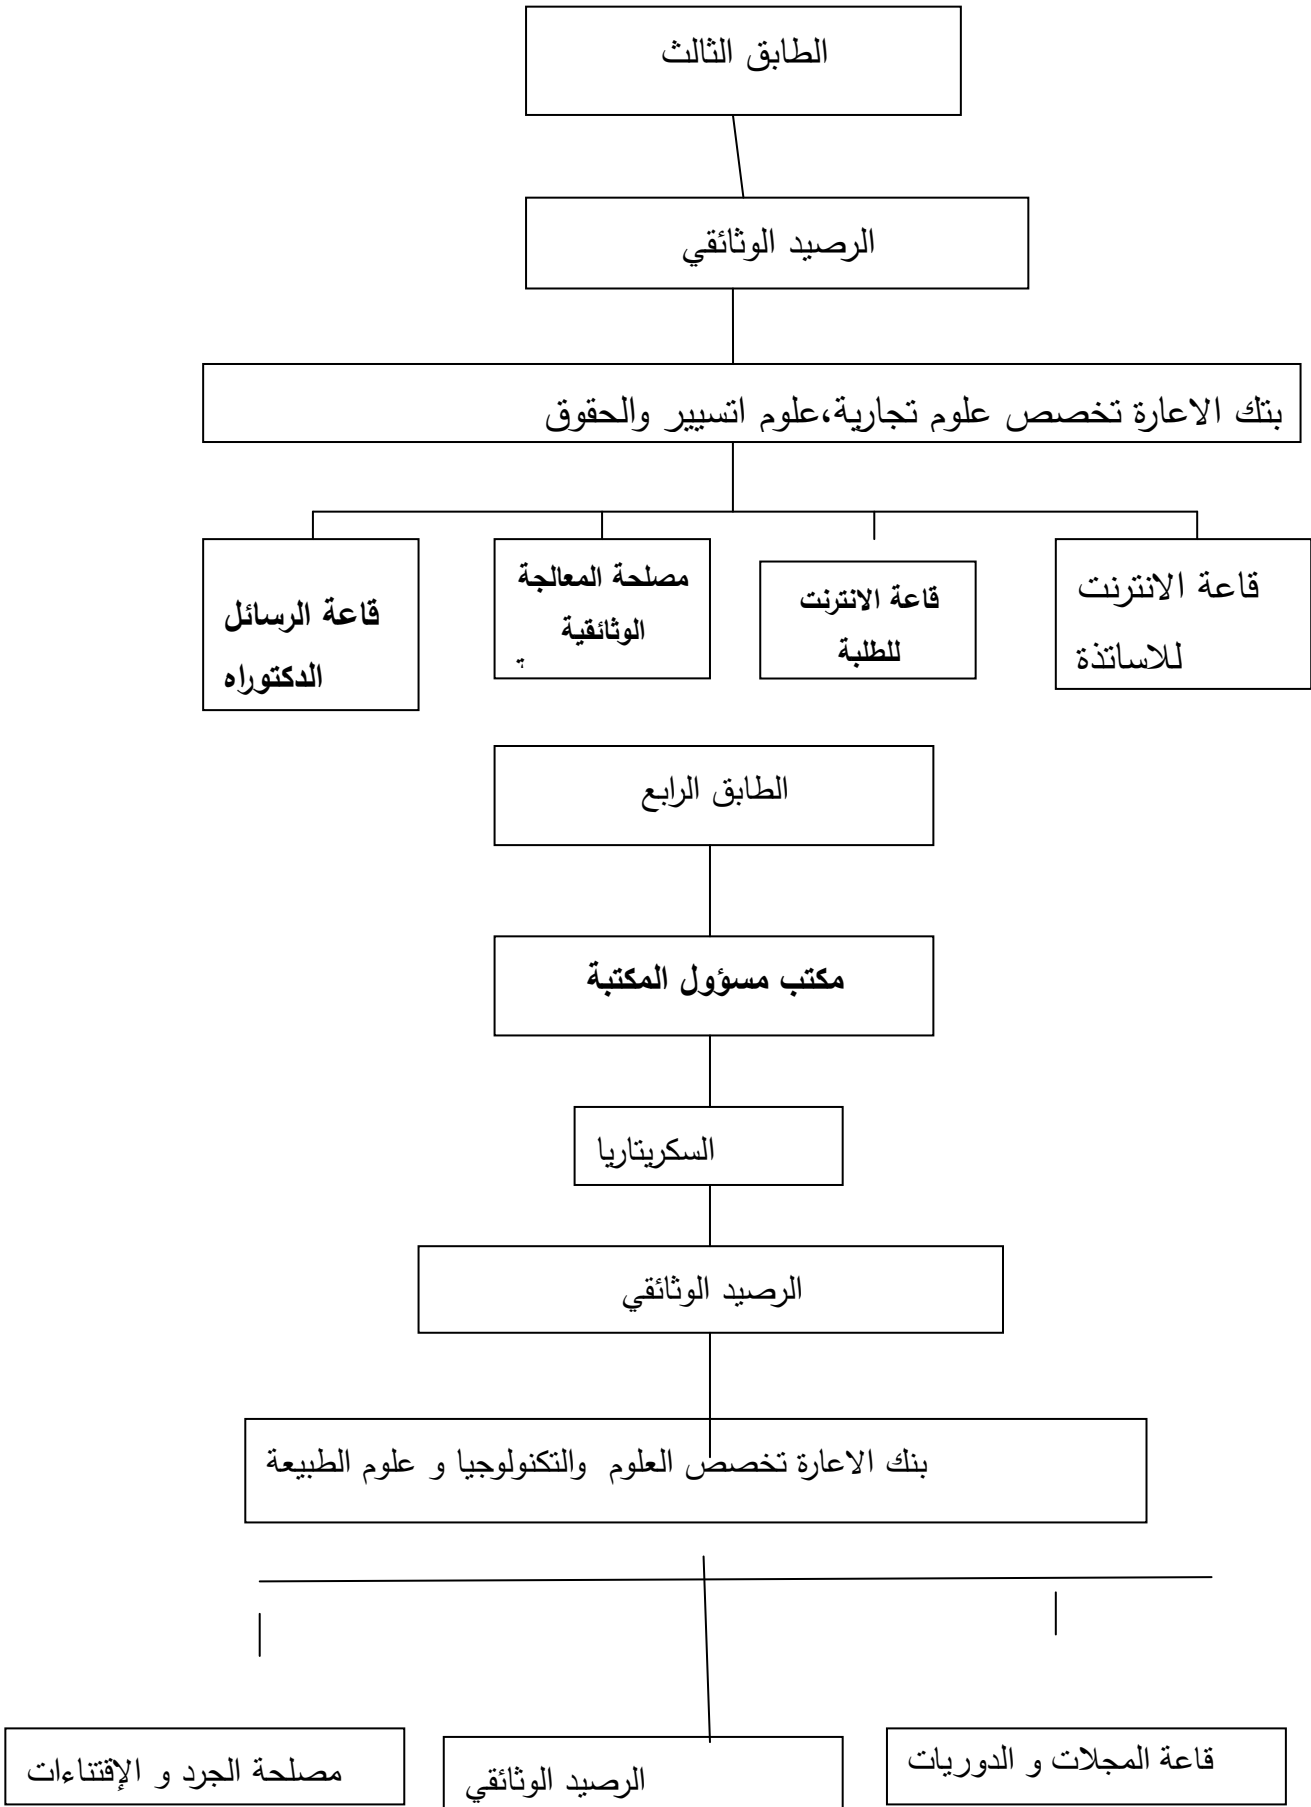 الطابق الثالث
الرصيد الوثائقي
بتك الاعارة تخصص علوم تجارية،علوم اتسيير والحقوق
قاعة الانترنت
للاساتذة
قاعة الانترنت
للطلبة
مصلحة المعالجة
الوثائقية
قاعة الرسائل
الدكتوراه
الطابق الرابع
مكتب مسؤول المكتبة
السكريتاريا
الرصيد الوثائقي
بنك الاعارة تخصص العلوم والتكنولوجيا و علوم الطبيعة
قاعة المجلات و الدوريات
الرصيد الوثائقي
مصلحة الجرد و الإقتناءات